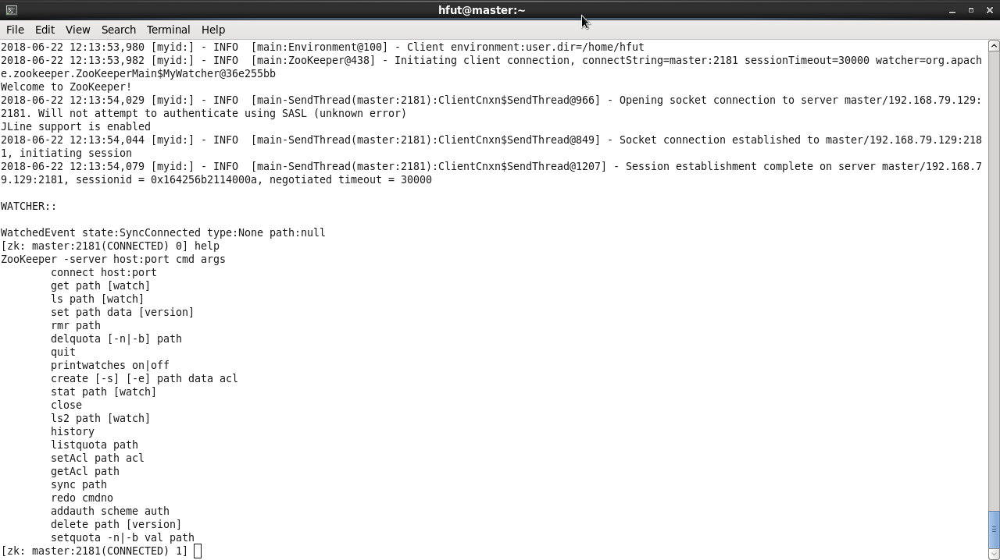 hfut@master:~
File Edit View Search Terminal Help
2018-06-22 12:13:53,980 [myid:] - INFO  [main:Environment@100] - Client environment:user.dir=/home/hfut
2018-06-22 12:13:53,982 [myid:] - INFO  [main:ZooKeeper@438] - Initiating client connection, connectString=master:2181 sessionTimeout=30000 watcher=org.apach
e.zookeeper.ZooKeeperMain$MyWatcher@36e255bb
Welcome to ZooKeeper!
2018-06-22 12:13:54,029 [myid:] - INFO  [main-SendThread(master:2181):ClientCnxn$SendThread@966] - Opening socket connection to server master/192.168.79.129:
2181. Will not attempt to authenticate using SASL (unknown error)
JLine support is enabled
2018-06-22 12:13:54,044 [myid:] - INFO  [main-SendThread(master:2181):ClientCnxn$SendThread@849] - Socket connection established to master/192.168.79.129:218
1, initiating session
2018-06-22 12:13:54,079 [myid:] - INFO  [main-SendThread(master:2181):ClientCnxn$SendThread@1207] - Session establishment complete on server master/192.168.7
9.129:2181, sessionid = 0x164256b2114000a, negotiated timeout = 30000
WATCHER::
WatchedEvent state:SyncConnected type:None path:null
[zk: master:2181(CONNECTED) 0] help
ZooKeeper -server host:port cmd args
connect host:port
get path [watch]
ls path [watch]
set path data [version]
rmr path
delquota [-n|-b] path
quit
printwatches on|off
create [-s] [-e] path data acl
stat path [watch]
close
ls2 path [watch]
history
listquota path
setAcl path acl
getAcl path
sync path
redo cmdno
addauth scheme auth
delete path [version]
setquota -n|-b val path
[zk: master:2181(CONNECTED) 1]